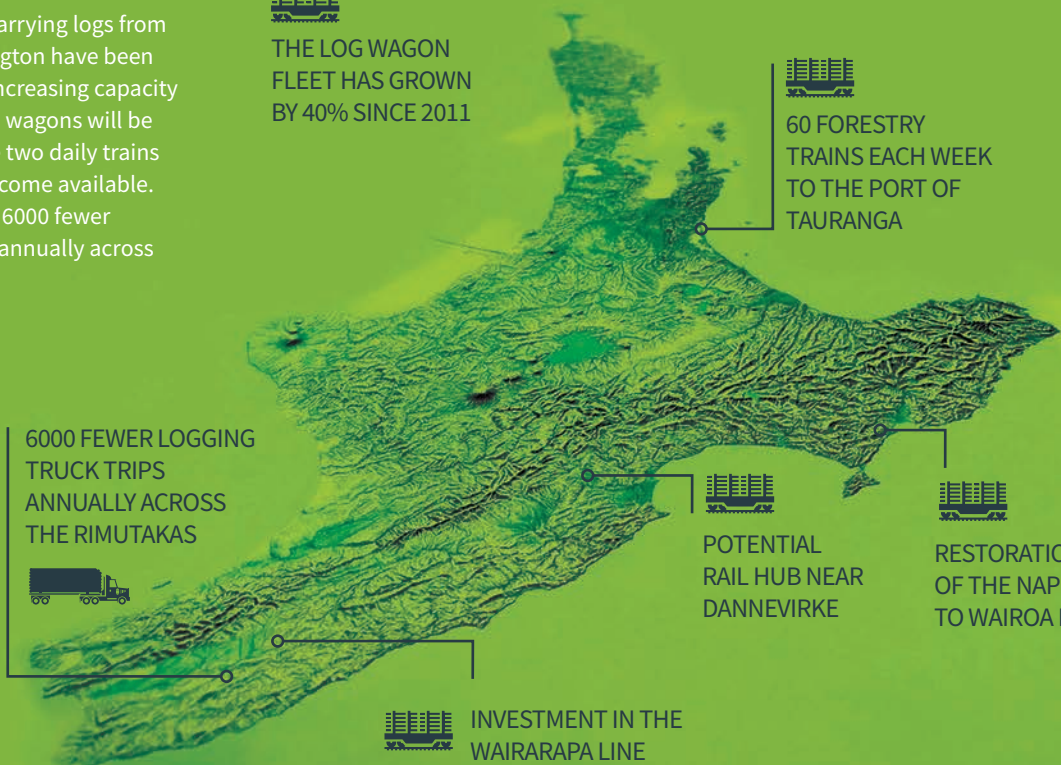 arrying logs from
gton have been
ncreasing capacity
wagons will be
two daily trains
come available.
6000 fewer
annually across
THE LOG WAGON
FLEET HAS GROWN
BY 40% SINCE 2011
60 FORESTRY
TRAINS EACH WEEK
TO THE PORT OF
TAURANGA
6000 FEWER LOGGING
TRUCK TRIPS
ANNUALLY ACROSS
THE RIMUTAKAS
POTENTIAL
RAIL HUB NEAR
DANNEVIRKE
RESTORATIO
OF THE NAP
TO WAIROA
INVESTMENT IN THE
WAIRARAPA LINE